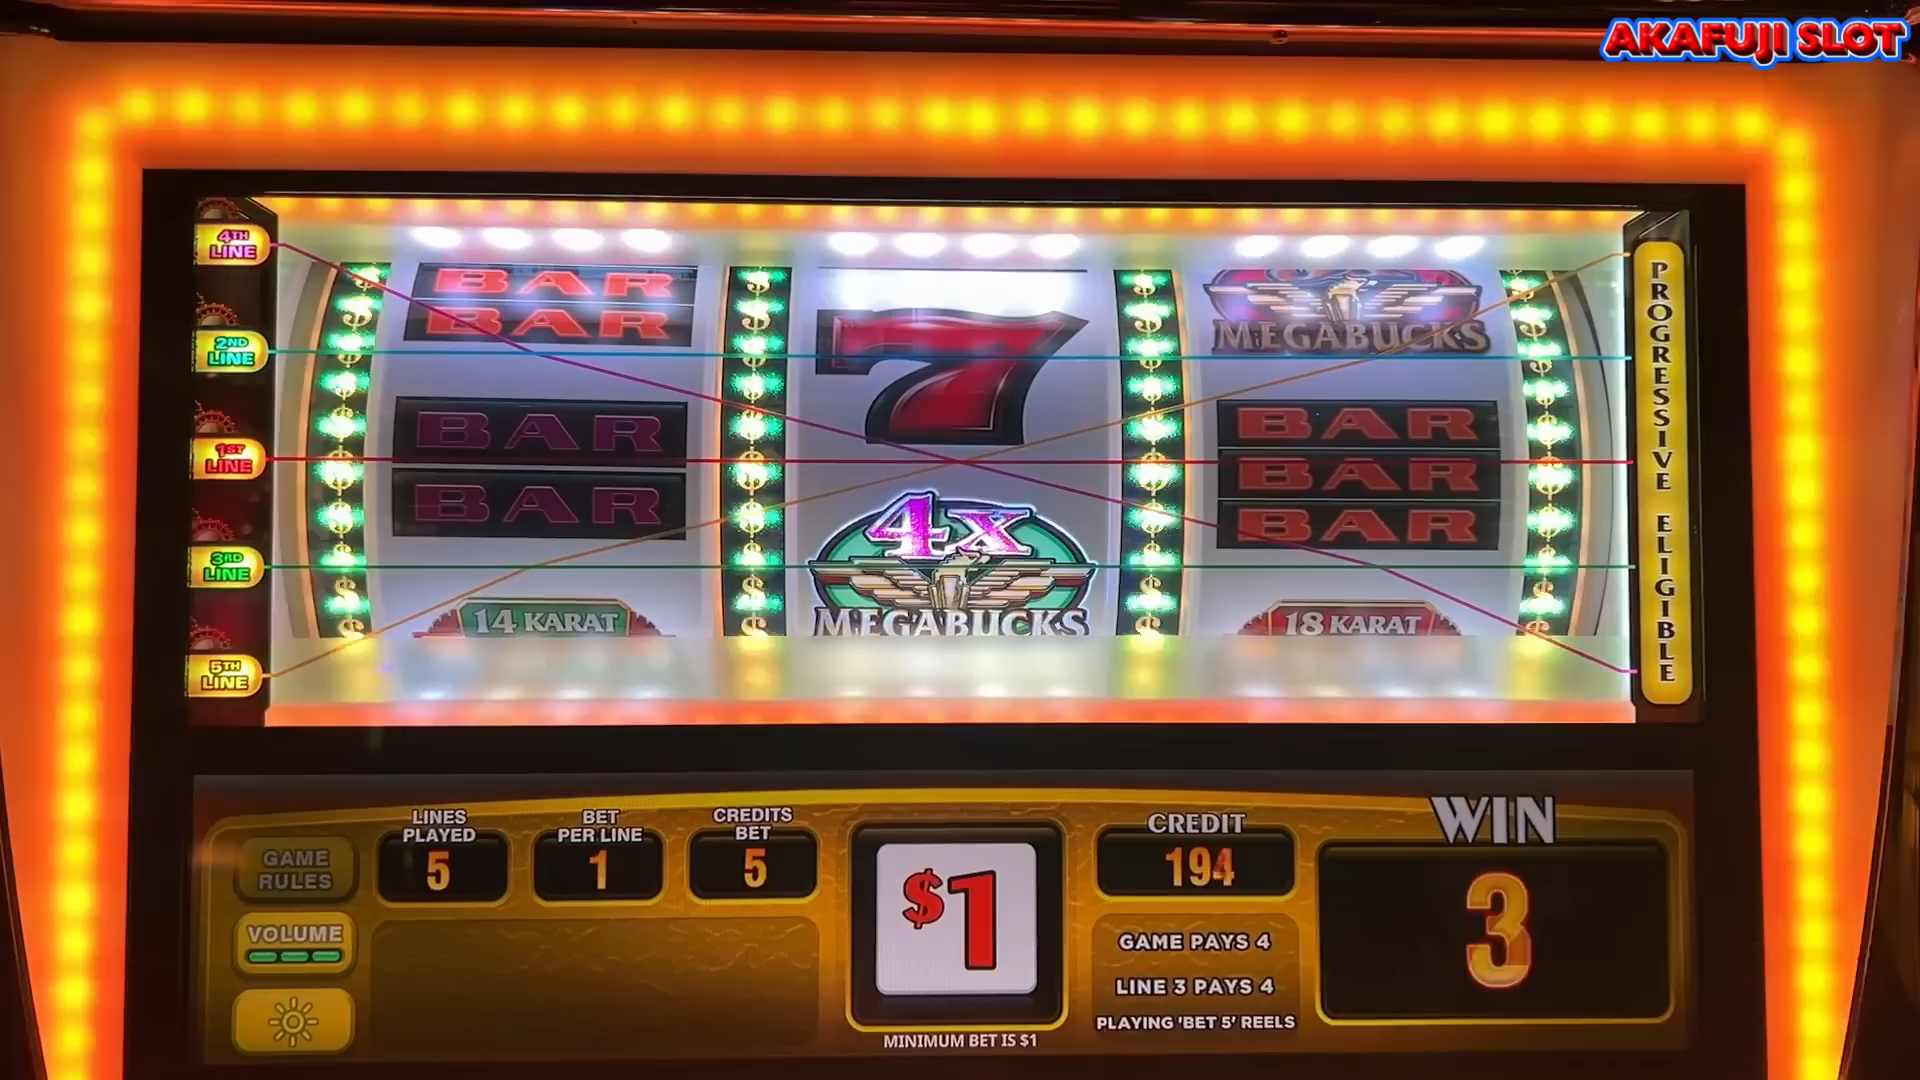 AKAFUJI SLOT
4TH LINE
2ND LINE
1ST LINE
3RD LINE
5TH LINE
BAR
BAR
BAR
BAR
14 KARAT
7
4x
MEGABUCKS
MEGABUCKS
BAR
BAR
BAR
18 KARAT
PROGRESSIVE ELIGIBLE
GAME RULES
VOLUME
LINES PLAYED
5
BET PER LINE
1
CREDITS BET
5
$1
MINIMUM BET IS $1
CREDIT
194
GAME PAYS 4
LINE 3 PAYS 4
PLAYING 'BET 5' REELS
WIN
3